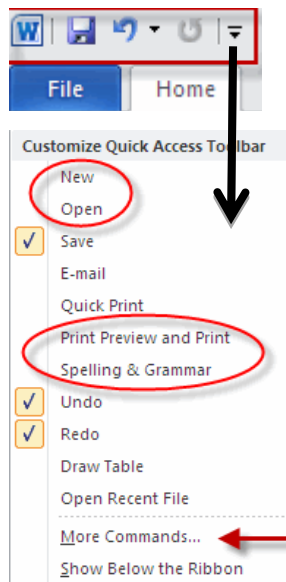 W
File Home
Customize Quick Access Toolbar
New
Open
Save
E-mail
Quick Print
Print Preview and Print
Spelling & Grammar
Undo
Redo
Draw Table
Open Recent File
More Commands...
Show Below the Ribbon